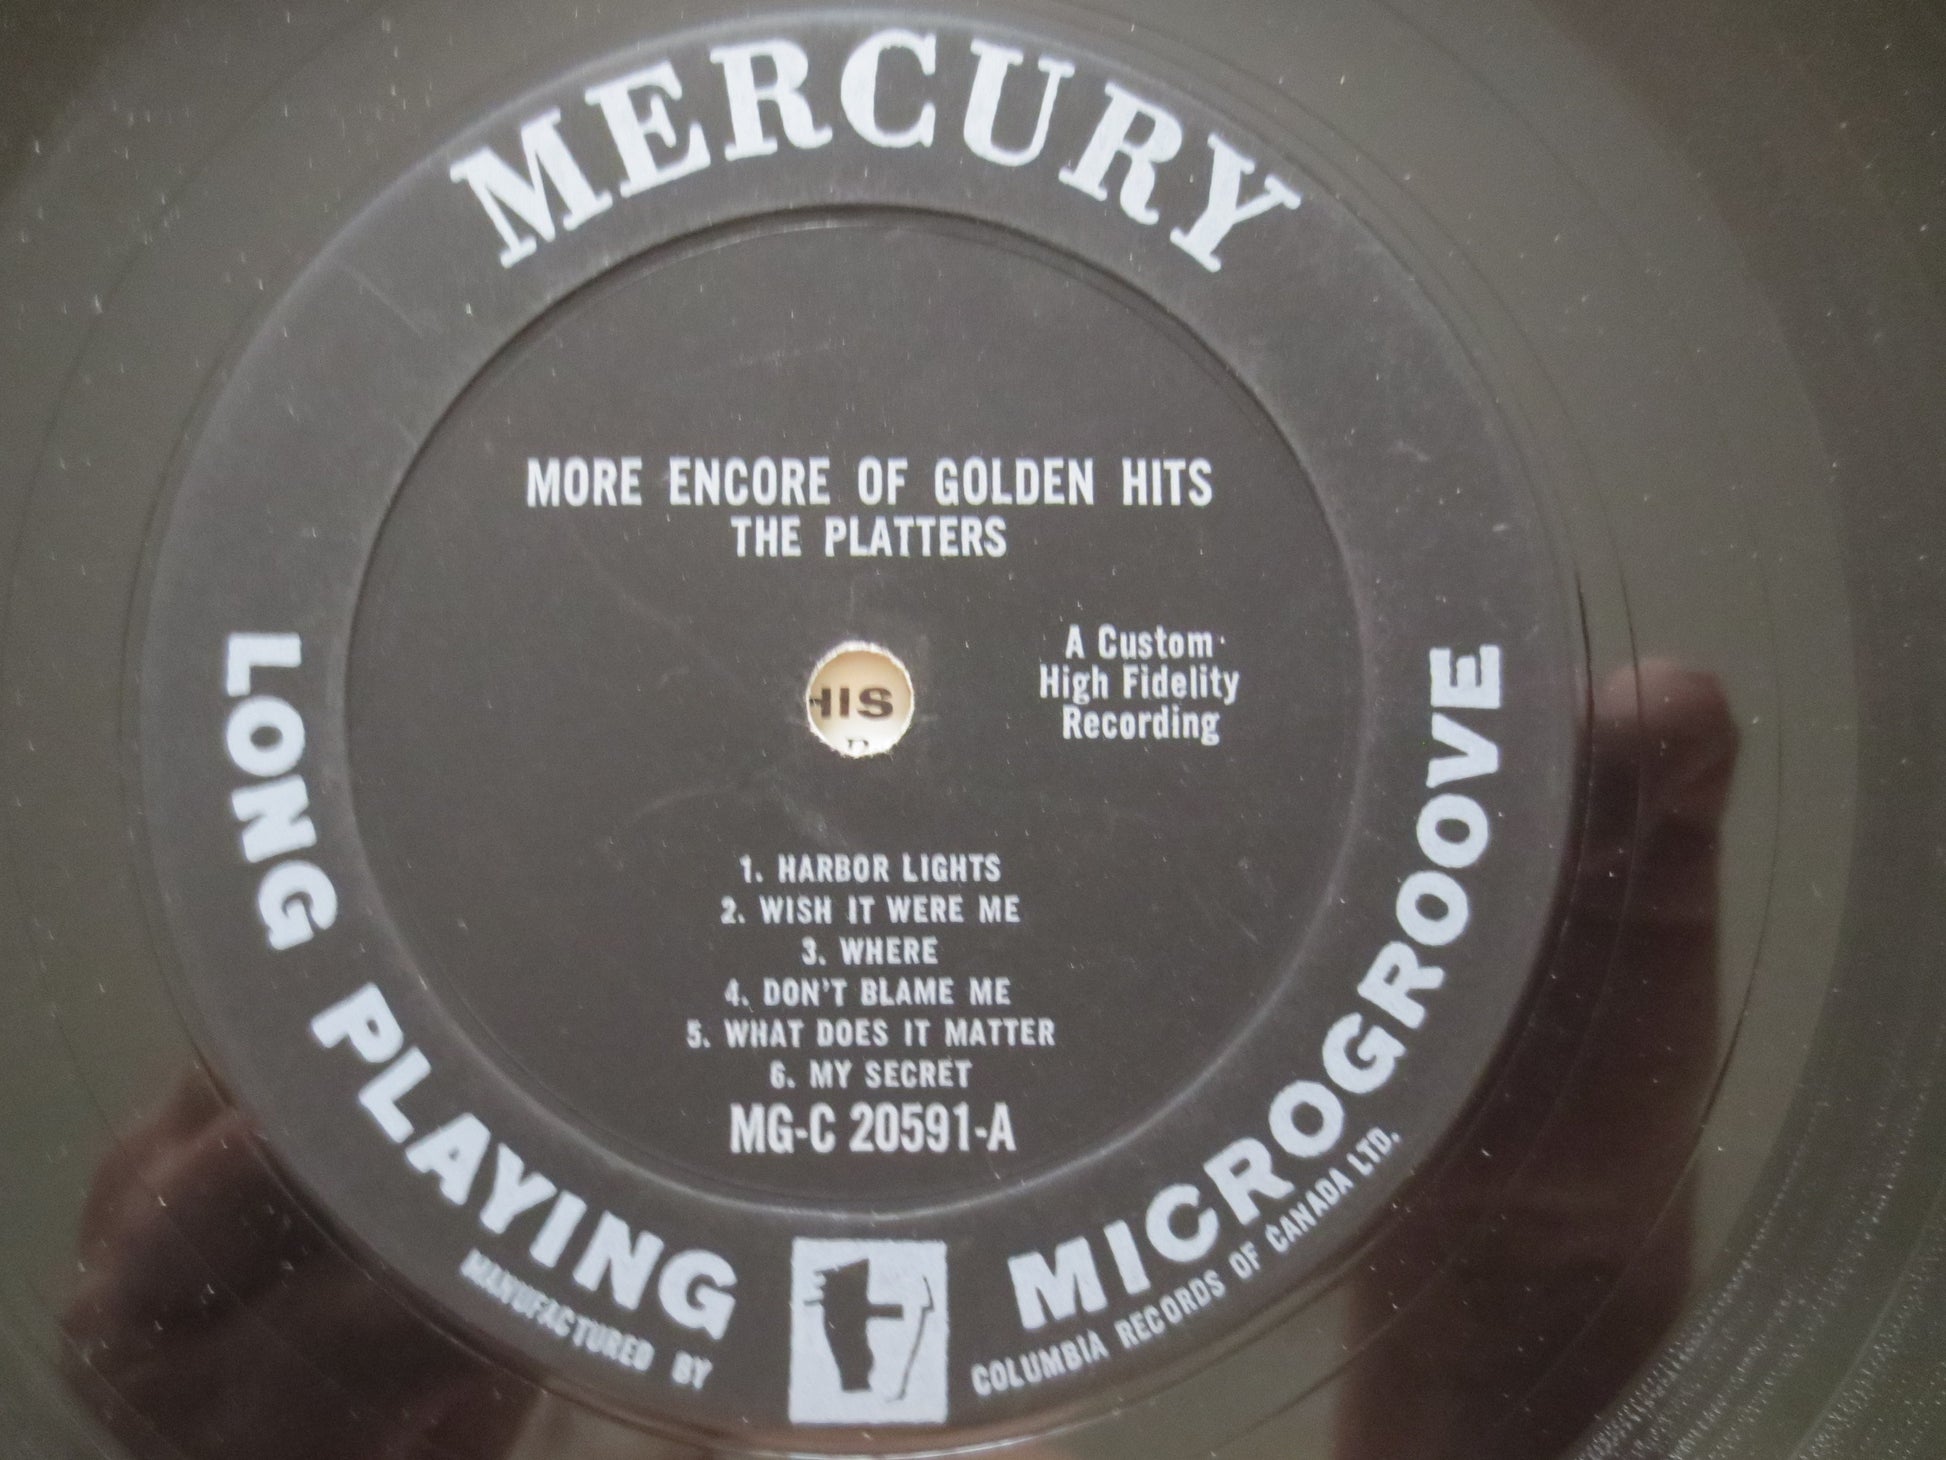 MERCURY
MORE ENCORE OF GOLDEN HITS
THE PLATTERS
A Custom
High Fidelity
Recording
HIS
1. HARBOR LIGHTS
2. WISH IT WERE ME
3. WHERE
4. DON'T BLAME ME
5. WHAT DOES IT MATTER
6. MY SECRET
MG-C 20591-A
LONG PLAYING
MICROGROOVE
MANUFACTURED BY
COLUMBIA RECORDS OF CANADA LTD.